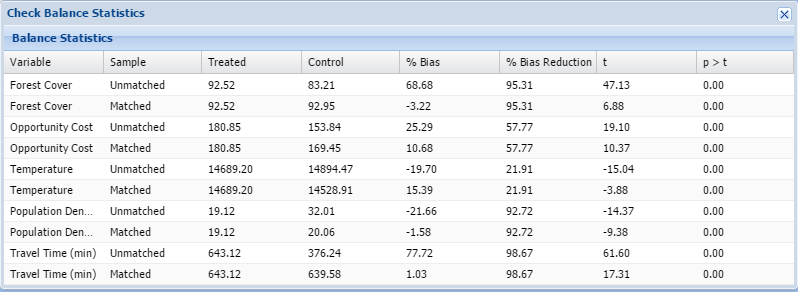 Check Balance Statistics
Balance Statistics
Variable Sample Treated Control % Bias % Bias Reduction t p > t
Forest Cover Unmatched 92.52 83.21 68.68 95.31 47.13 0.00
Forest Cover Matched 92.52 92.95 -3.22 95.31 6.88 0.00
Opportunity Cost Unmatched 180.85 153.84 25.29 57.77 19.10 0.00
Opportunity Cost Matched 180.85 169.45 10.68 57.77 10.37 0.00
Temperature Unmatched 14689.20 14894.47 -19.70 21.91 -15.04 0.00
Temperature Matched 14689.20 14528.91 15.39 21.91 -3.88 0.00
Population Den... Unmatched 19.12 32.01 -21.66 92.72 -14.37 0.00
Population Den... Matched 19.12 20.06 -1.58 92.72 -9.38 0.00
Travel Time (min) Unmatched 643.12 376.24 77.72 98.67 61.60 0.00
Travel Time (min) Matched 643.12 639.58 1.03 98.67 17.31 0.00